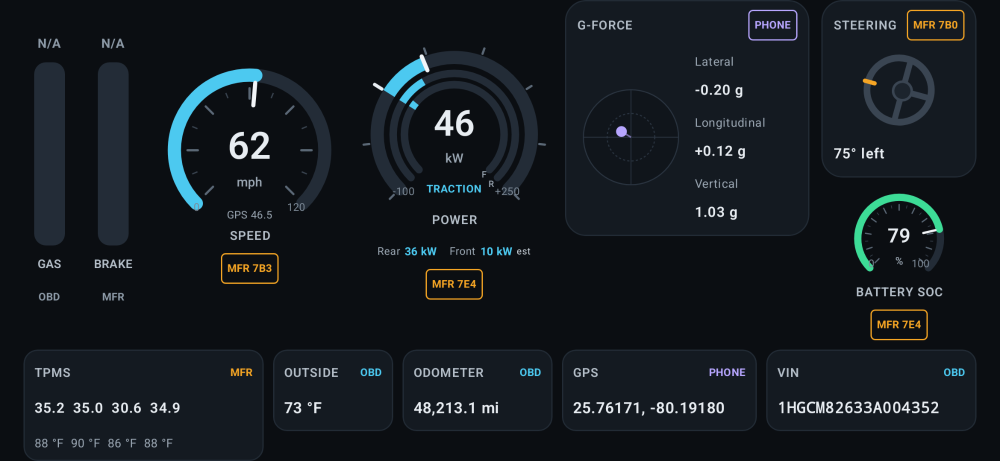 N/A
GAS
OBD
N/A
BRAKE
MFR
62
mph
0
120
GPS 46.5
SPEED
MFR 7B3
46
kW
F
R
-100
TRACTION
+250
POWER
Rear 36 kW Front 10 kW est
MFR 7E4
G-FORCE
PHONE
Lateral
-0.20 g
Longitudinal
+0.12 g
Vertical
1.03 g
STEERING
MFR 7B0
75° left
79
0
%
100
BATTERY SOC
MFR 7E4
TPMS
MFR
35.2 35.0 30.6 34.9
88 °F 90 °F 86 °F 88 °F
OUTSIDE
OBD
73 °F
ODOMETER
OBD
48,213.1 mi
GPS
PHONE
25.76171, -80.19180
VIN
OBD
1HGCM82633A004352